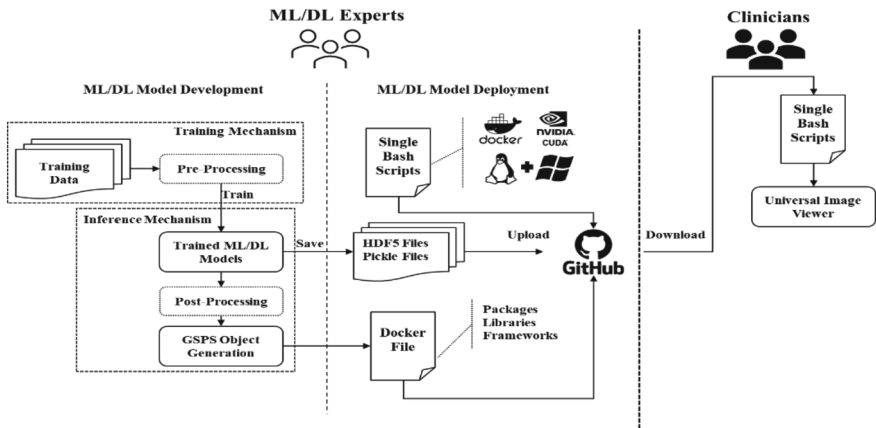 ML/DL Experts
Clinicians
ML/DL Model Development
ML/DL Model Deployment
Training Mechanism
Training
Data
Pre-Processing
Train
Inference Mechanism
Trained ML/DL
Models
Save
Post-Processing
GSPS Object
Generation
Single
Bash
Scripts
docker
NVIDIA
CUDA
HDF5 Files
Pickle Files
Upload
GitHub
Docker
File
Packages
Libraries
Frameworks
Download
Single
Bash
Scripts
Universal Image
Viewer